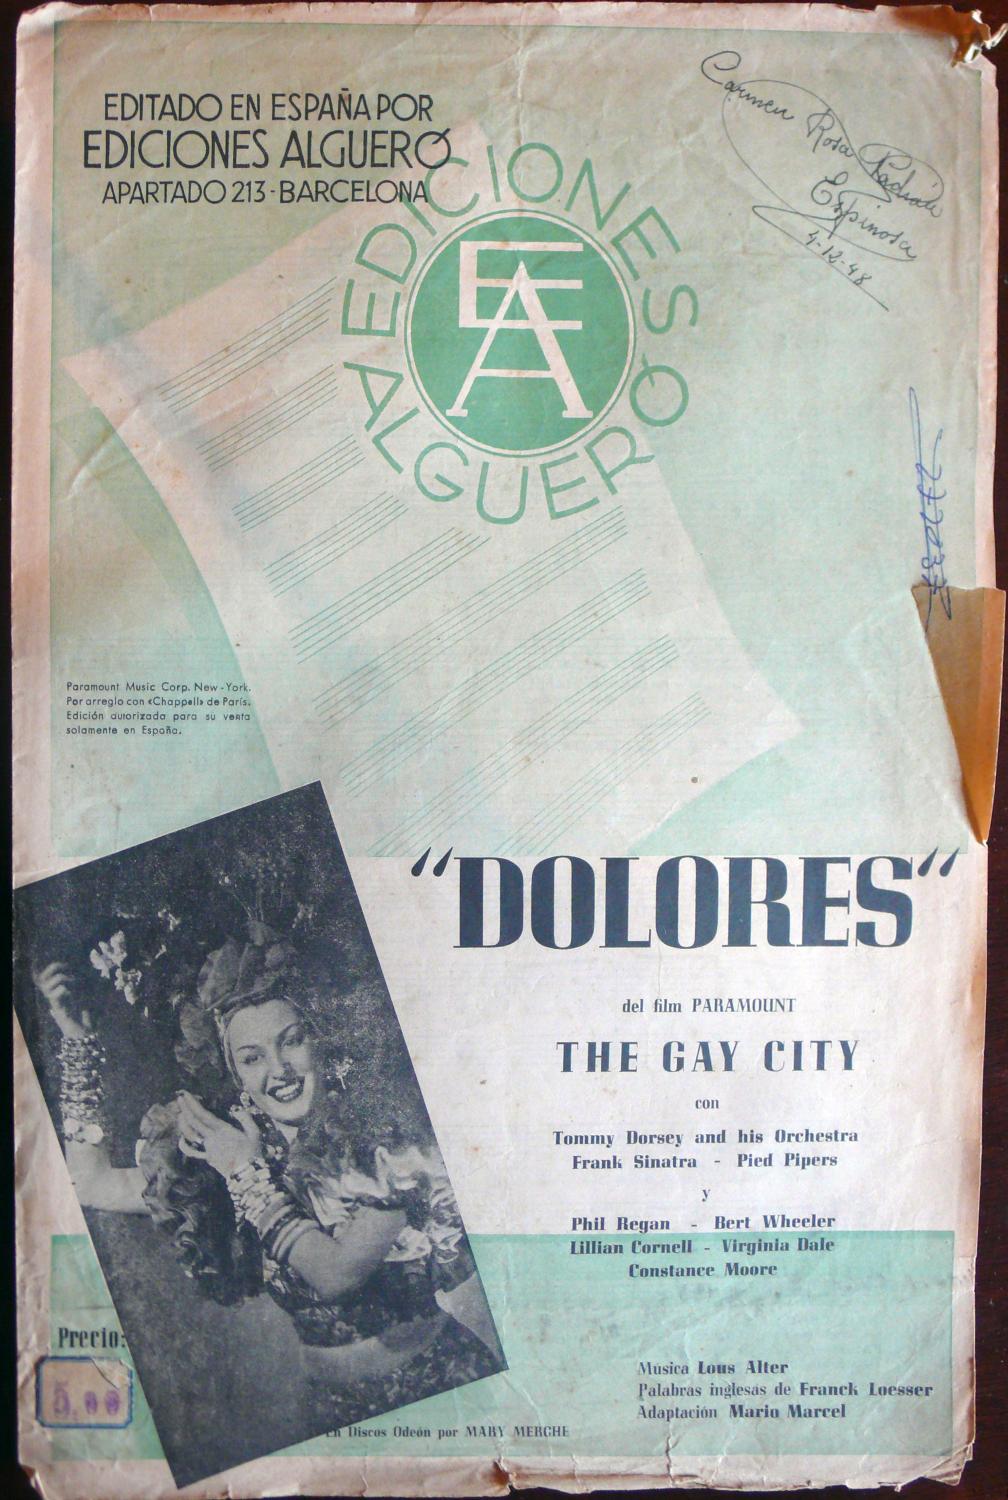 EDITADO EN ESPAÑA POR
EDICIONES ALGUERÓ
APARTADO 213 - BARCELONA
Carmen Rosa Padrón
Espinosa
4-12-48
EDICIONES
ALGUERÓ
EA
Paramount Music Corp. New-York.
Por arreglo con «Chappell» de París.
Edición autorizada para su venta
solamente en España.
“DOLORES“
del film PARAMOUNT
THE GAY CITY
con
Tommy Dorsey and his Orchestra
Frank Sinatra - Pied Pipers
y
Phil Regan - Bert Wheeler
Lillian Cornell - Virginia Dale
Constance Moore
Precio:
5.00
Música Lous Alter
Palabras inglesas de Franck Loesser
Adaptación Mario Marcel
En Discos Odeón por MARY MERCHE